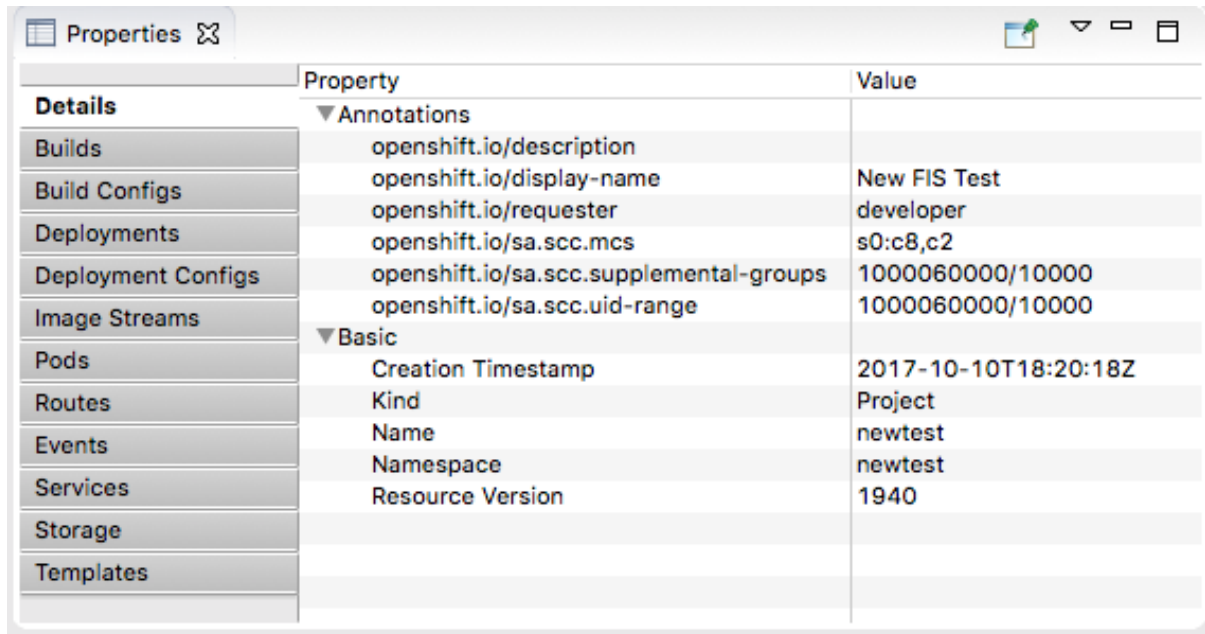 Properties
Property Value
Details
Builds
Build Configs
Deployments
Deployment Configs
Image Streams
Pods
Routes
Events
Services
Storage
Templates
Annotations
openshift.io/description
openshift.io/display-name New FIS Test
openshift.io/requester developer
openshift.io/sa.scc.mcs s0:c8,c2
openshift.io/sa.scc.supplemental-groups 1000060000/10000
openshift.io/sa.scc.uid-range 1000060000/10000
Basic
Creation Timestamp 2017-10-10T18:20:18Z
Kind Project
Name newtest
Namespace newtest
Resource Version 1940